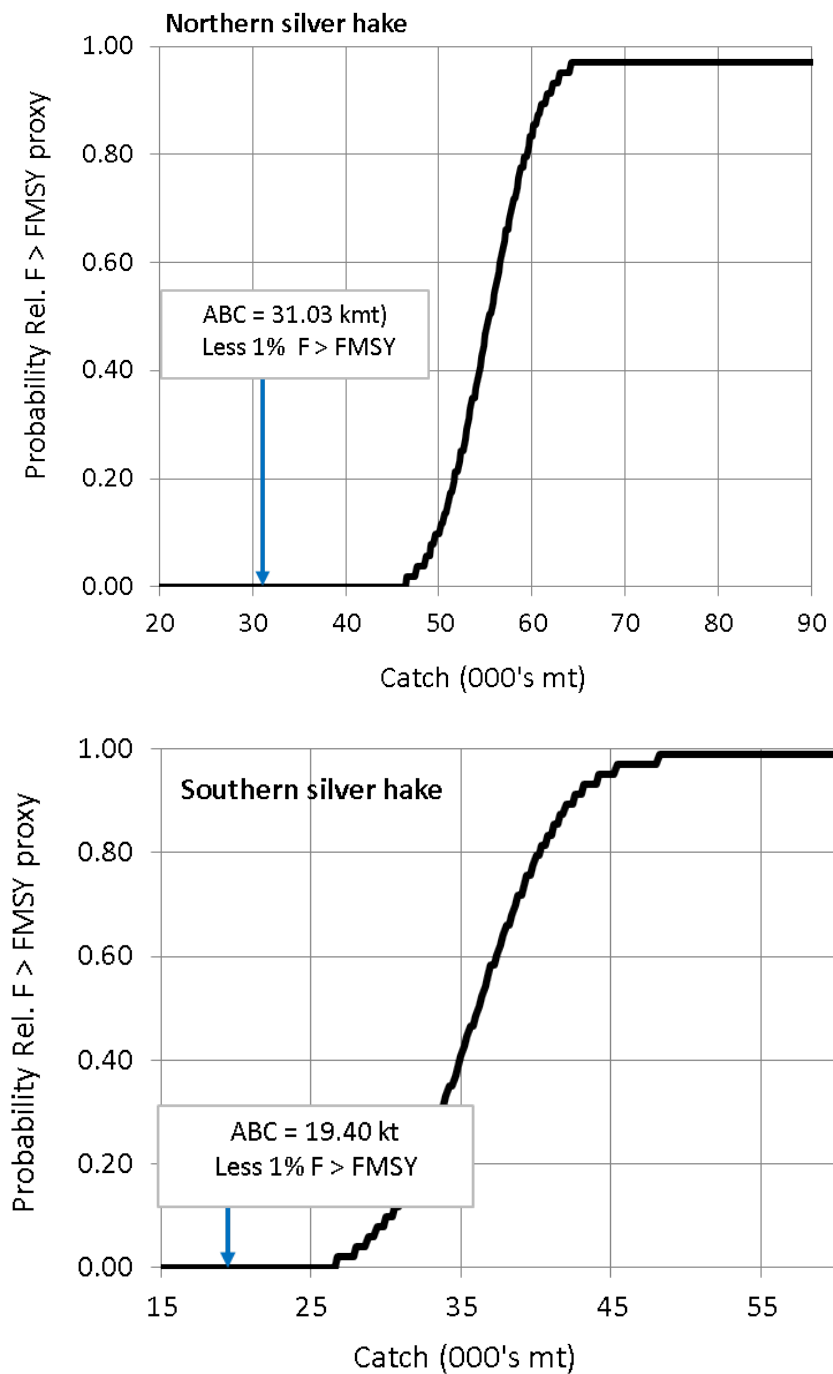 Northern silver hake
1.00
0.80
0.60
0.40
0.20
0.00
Probability Rel. F > FMSY proxy
ABC = 31.03 kmt)
Less 1% F > FMSY
20 30 40 50 60 70 80 90
Catch (000's mt)
Southern silver hake
1.00
0.80
0.60
0.40
0.20
0.00
Probability Rel. F > FMSY proxy
ABC = 19.40 kt
Less 1% F > FMSY
15 25 35 45 55
Catch (000's mt)